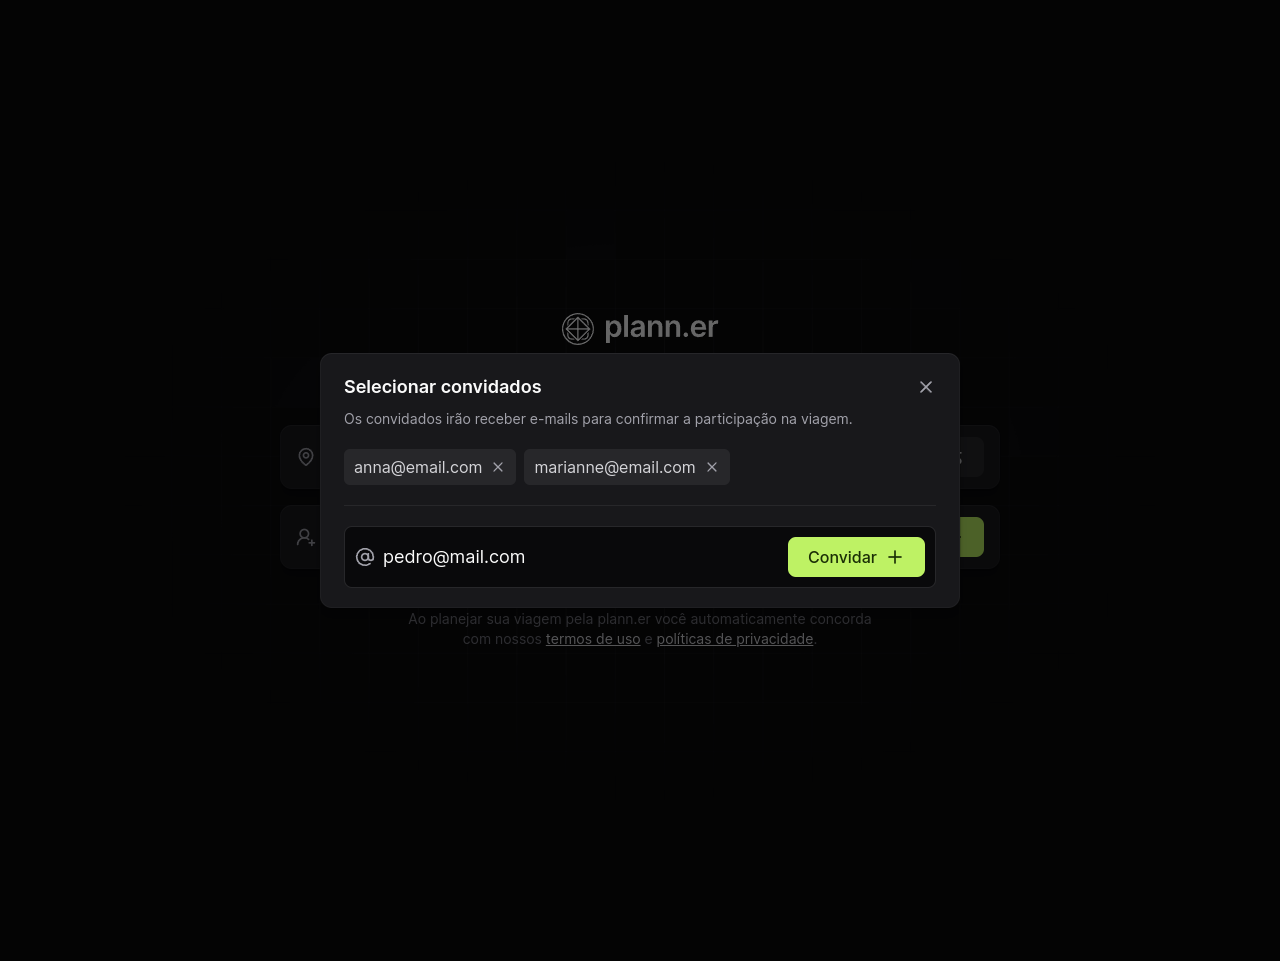 plann.er
Selecionar convidados
Os convidados irão receber e-mails para confirmar a participação na viagem.
anna@email.com
marianne@email.com
pedro@mail.com
Convidar
Ao planejar sua viagem pela plann.er você automaticamente concorda
com nossos termos de uso e políticas de privacidade.